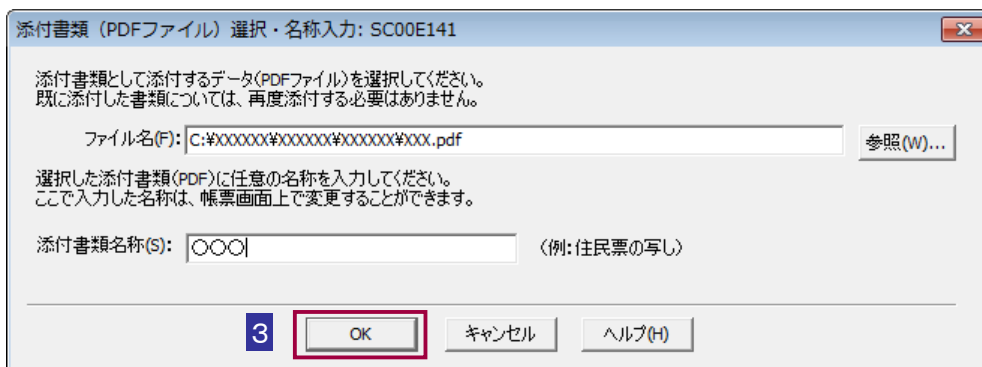 添付書類（PDFファイル）選択・名称入力: SC00E141
添付書類として添付するデータ(PDFファイル)を選択してください。
既に添付した書類については、再度添付する必要はありません。
ファイル名(F): C:¥XXXXXX¥XXXXXX¥XXXXXX¥XXX.pdf 参照(W)...
選択した添付書類(PDF)に任意の名称を入力してください。
ここで入力した名称は、帳票画面上で変更することができます。
添付書類名称(S): ○○○ （例:住民票の写し）
3 OK キャンセル ヘルプ(H)